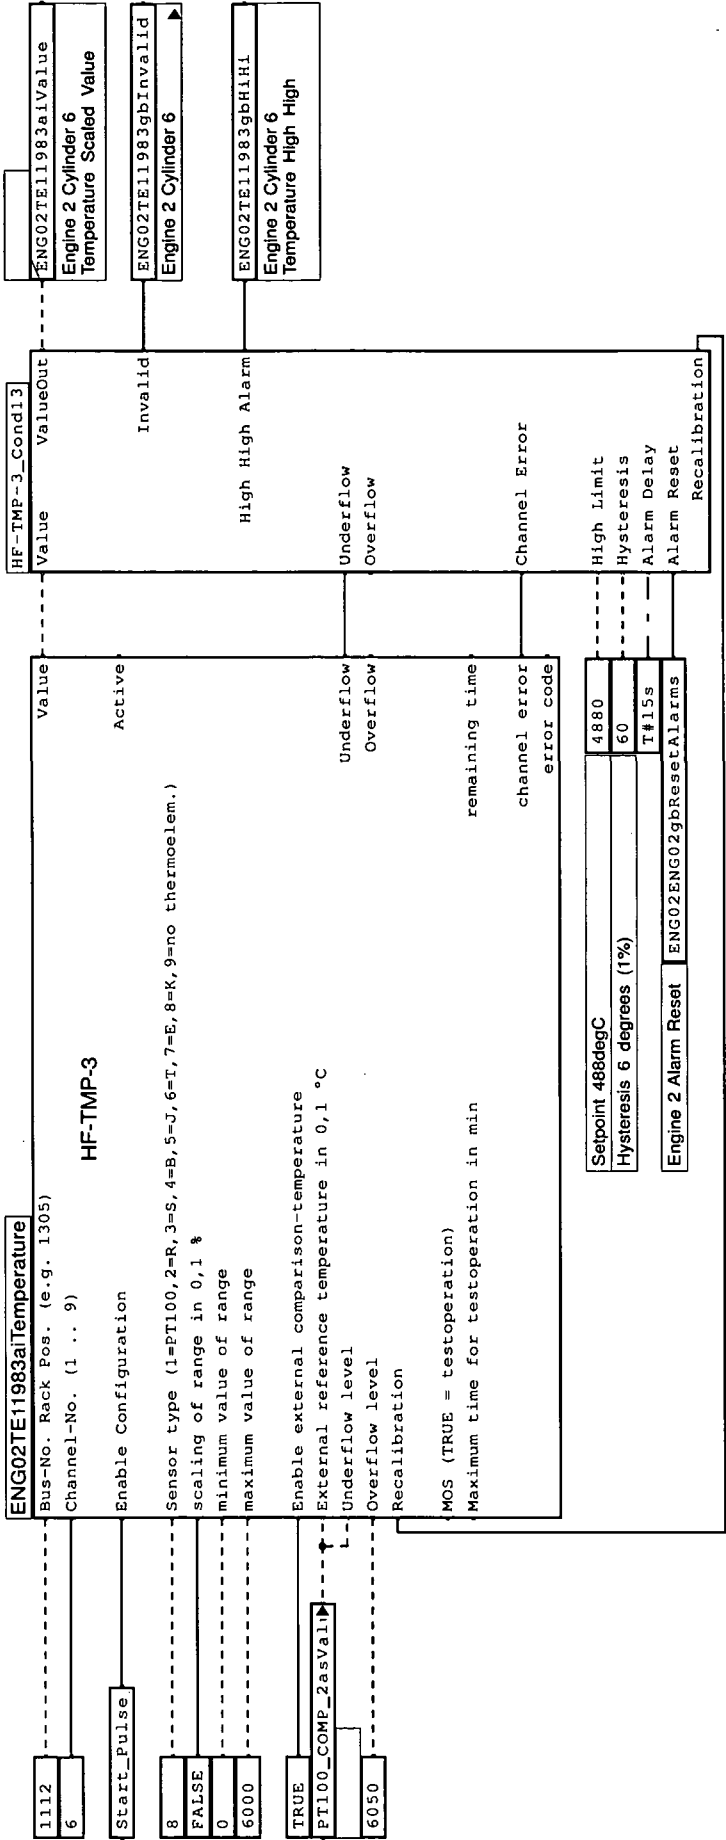 ENG02TE11983aiTemperature
HF-TMP-3
1112
Bus-No. Rack Pos. (e.g. 1305)
6
Channel-No. (1 .. 9)
Start_Pulse
Enable Configuration
8
Sensor type (1=PT100,2=R,3=S,4=B,5=J,6=T,7=E,8=K,9=no thermoelem.)
FALSE
scaling of range in 0,1 %
0
minimum value of range
6000
maximum value of range
TRUE
Enable external comparison-temperature
PT100_COMP_2asValu
External reference temperature in 0,1 °C
Underflow level
6050
Overflow level
Recalibration
MOS (TRUE = testoperation)
Maximum time for testoperation in min
Value
Active
Underflow
Overflow
remaining time
channel error
error code
Setpoint 488degC
4880
Hysteresis 6 degrees (1%)
60
T#15s
Engine 2 Alarm Reset
ENG02ENG02gbResetAlarms
HF-TMP-3_Cond13
Value
ValueOut
Invalid
High High Alarm
Underflow
Overflow
Channel Error
High Limit
Hysteresis
Alarm Delay
Alarm Reset
Recalibration
ENG02TE11983aiValue
Engine 2 Cylinder 6
Temperature Scaled Value
ENG02TE11983gbInvalid
Engine 2 Cylinder 6
ENG02TE11983gbHiHi
Engine 2 Cylinder 6
Temperature High High